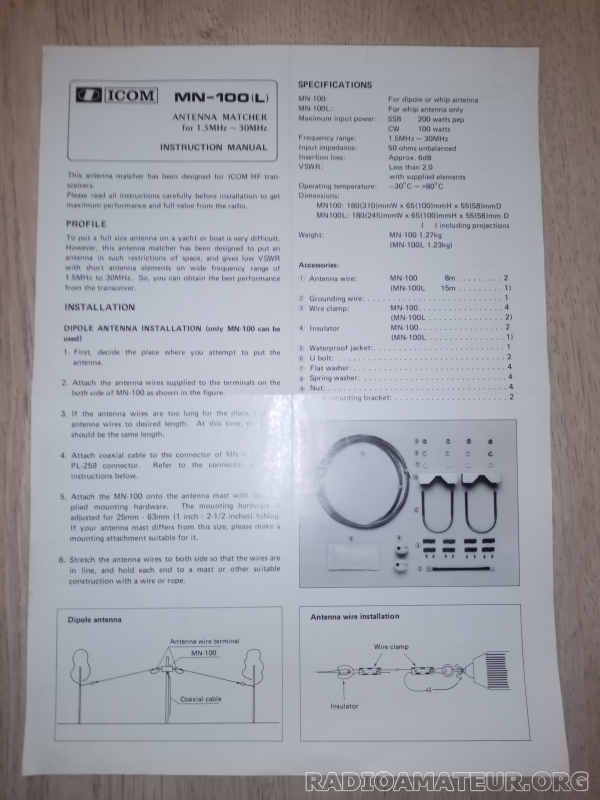 ICOM MN-100(L)
ANTENNA MATCHER
for 1.5MHz ~ 30MHz
INSTRUCTION MANUAL
This antenna matcher has been designed for ICOM HF tran-
sceivers.
Please read all instructions carefully before installation to get
maximum performance and full value from the radio.
PROFILE
To put a full size antenna on a yacht or boat is very difficult.
However, this antenna matcher has been designed to put an
antenna in such restrictions of space, and gives low VSWR
with short antenna elements on wide frequency range of
1.5MHz to 30MHz. So, you can obtain the best performance
from the transceiver.
INSTALLATION
DIPOLE ANTENNA INSTALLATION (only MN-100 can be
used)
1. First, decide the place where you attempt to put the
antenna.
2. Attach the antenna wires supplied to the terminals on the
both side of MN-100 as shown in the figure.
3. If the antenna wires are too long for the place,
antenna wires to desired length. At this time,
should be the same length.
4. Attach coaxial cable to the connector of
PL-259 connector. Refer to the connector
instructions below.
5. Attach the MN-100 onto the antenna mast with
plied mounting hardware. The mounting hardware
adjusted for 25mm - 63mm (1 inch - 2-1/2 inches) tubing.
If your antenna mast differs from this size, please make a
mounting attachment suitable for it.
6. Stretch the antenna wires to both side so that the wires are
in line, and hold each end to a mast or other suitable
construction with a wire or rope.
Dipole antenna
Antenna wire terminal
MN-100
Coaxial cable
SPECIFICATIONS
MN-100: For dipole or whip antenna
MN-100L: For whip antenna only
Maximum input power: SSB 200 watts pep
CW 100 watts
Frequency range: 1.5MHz ~ 30MHz
Input impedance: 50 ohms unbalanced
Insertion loss: Approx. 6dB
VSWR: Less than 2.0
with supplied elements
Operating temperature: −30°C ~ +80°C
Dimensions:
MN100: 180(310)mmW x 65(100)mmH x 55(58)mmD
MN100L: 180(245)mmW x 65(100)mmH x 55(58)mm D
( ) including projections
Weight: MN-100 1.27kg
(MN-100L 1.23kg)
Accessories:
① Antenna wire: MN-100 8m . . . . . . . . . 2
(MN-100L 15m . . . . . . . . . 1)
② Grounding wire: . . . . . . . . . . . . . . . . . . 1
③ Wire clamp: MN-100. . . . . . . . . . . . 4
(MN-100L . . . . . . . . . . . 2)
④ Insulator MN-100. . . . . . . . . . . . 2
(MN-100L. . . . . . . . . . . . 1)
⑤ Waterproof jacket:. . . . . . . . . . . . . . . . . 1
⑥ U bolt: . . . . . . . . . . . . . . . . . . . . . 2
⑦ Flat washer:. . . . . . . . . . . . . . . . . . . 4
⑧ Spring washer: . . . . . . . . . . . . . . . . . . 4
⑨ Nut: . . . . . . . . . . . . . . . . . . . . . . . 4
mounting bracket: . . . . . . . . . . . . . . . . 2
Antenna wire installation
Wire clamp
Insulator
RADIOAMATEUR.ORG